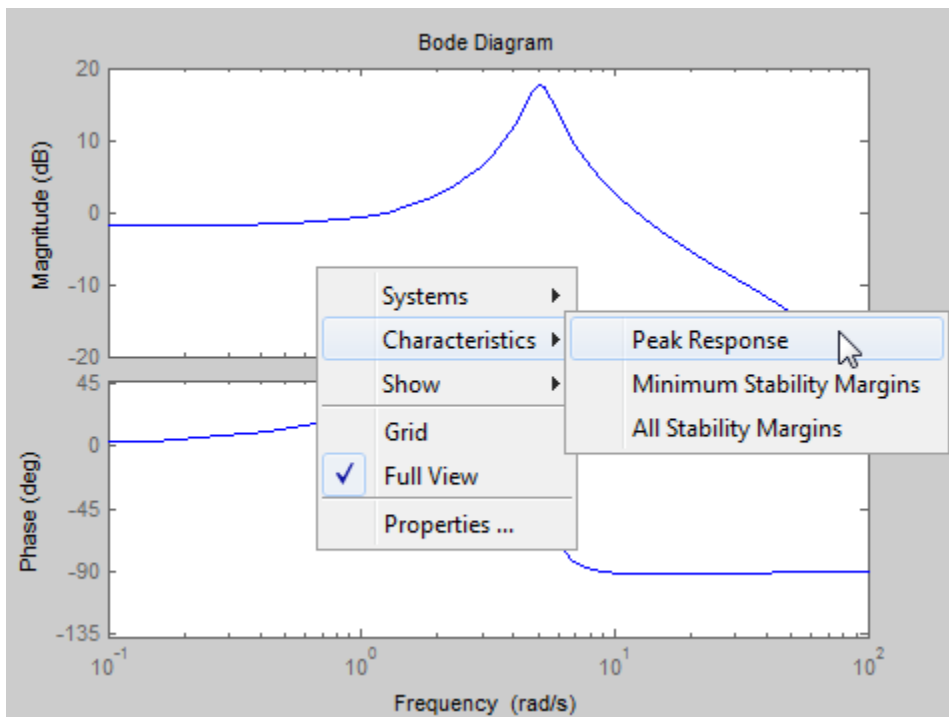 Bode Diagram
Magnitude (dB)
20
10
0
-10
-20
Systems
Characteristics
Show
Grid
Full View
Properties ...
Peak Response
Minimum Stability Margins
All Stability Margins
Phase (deg)
45
0
-45
-90
-135
10^-1 10^0 10^1 10^2
Frequency (rad/s)